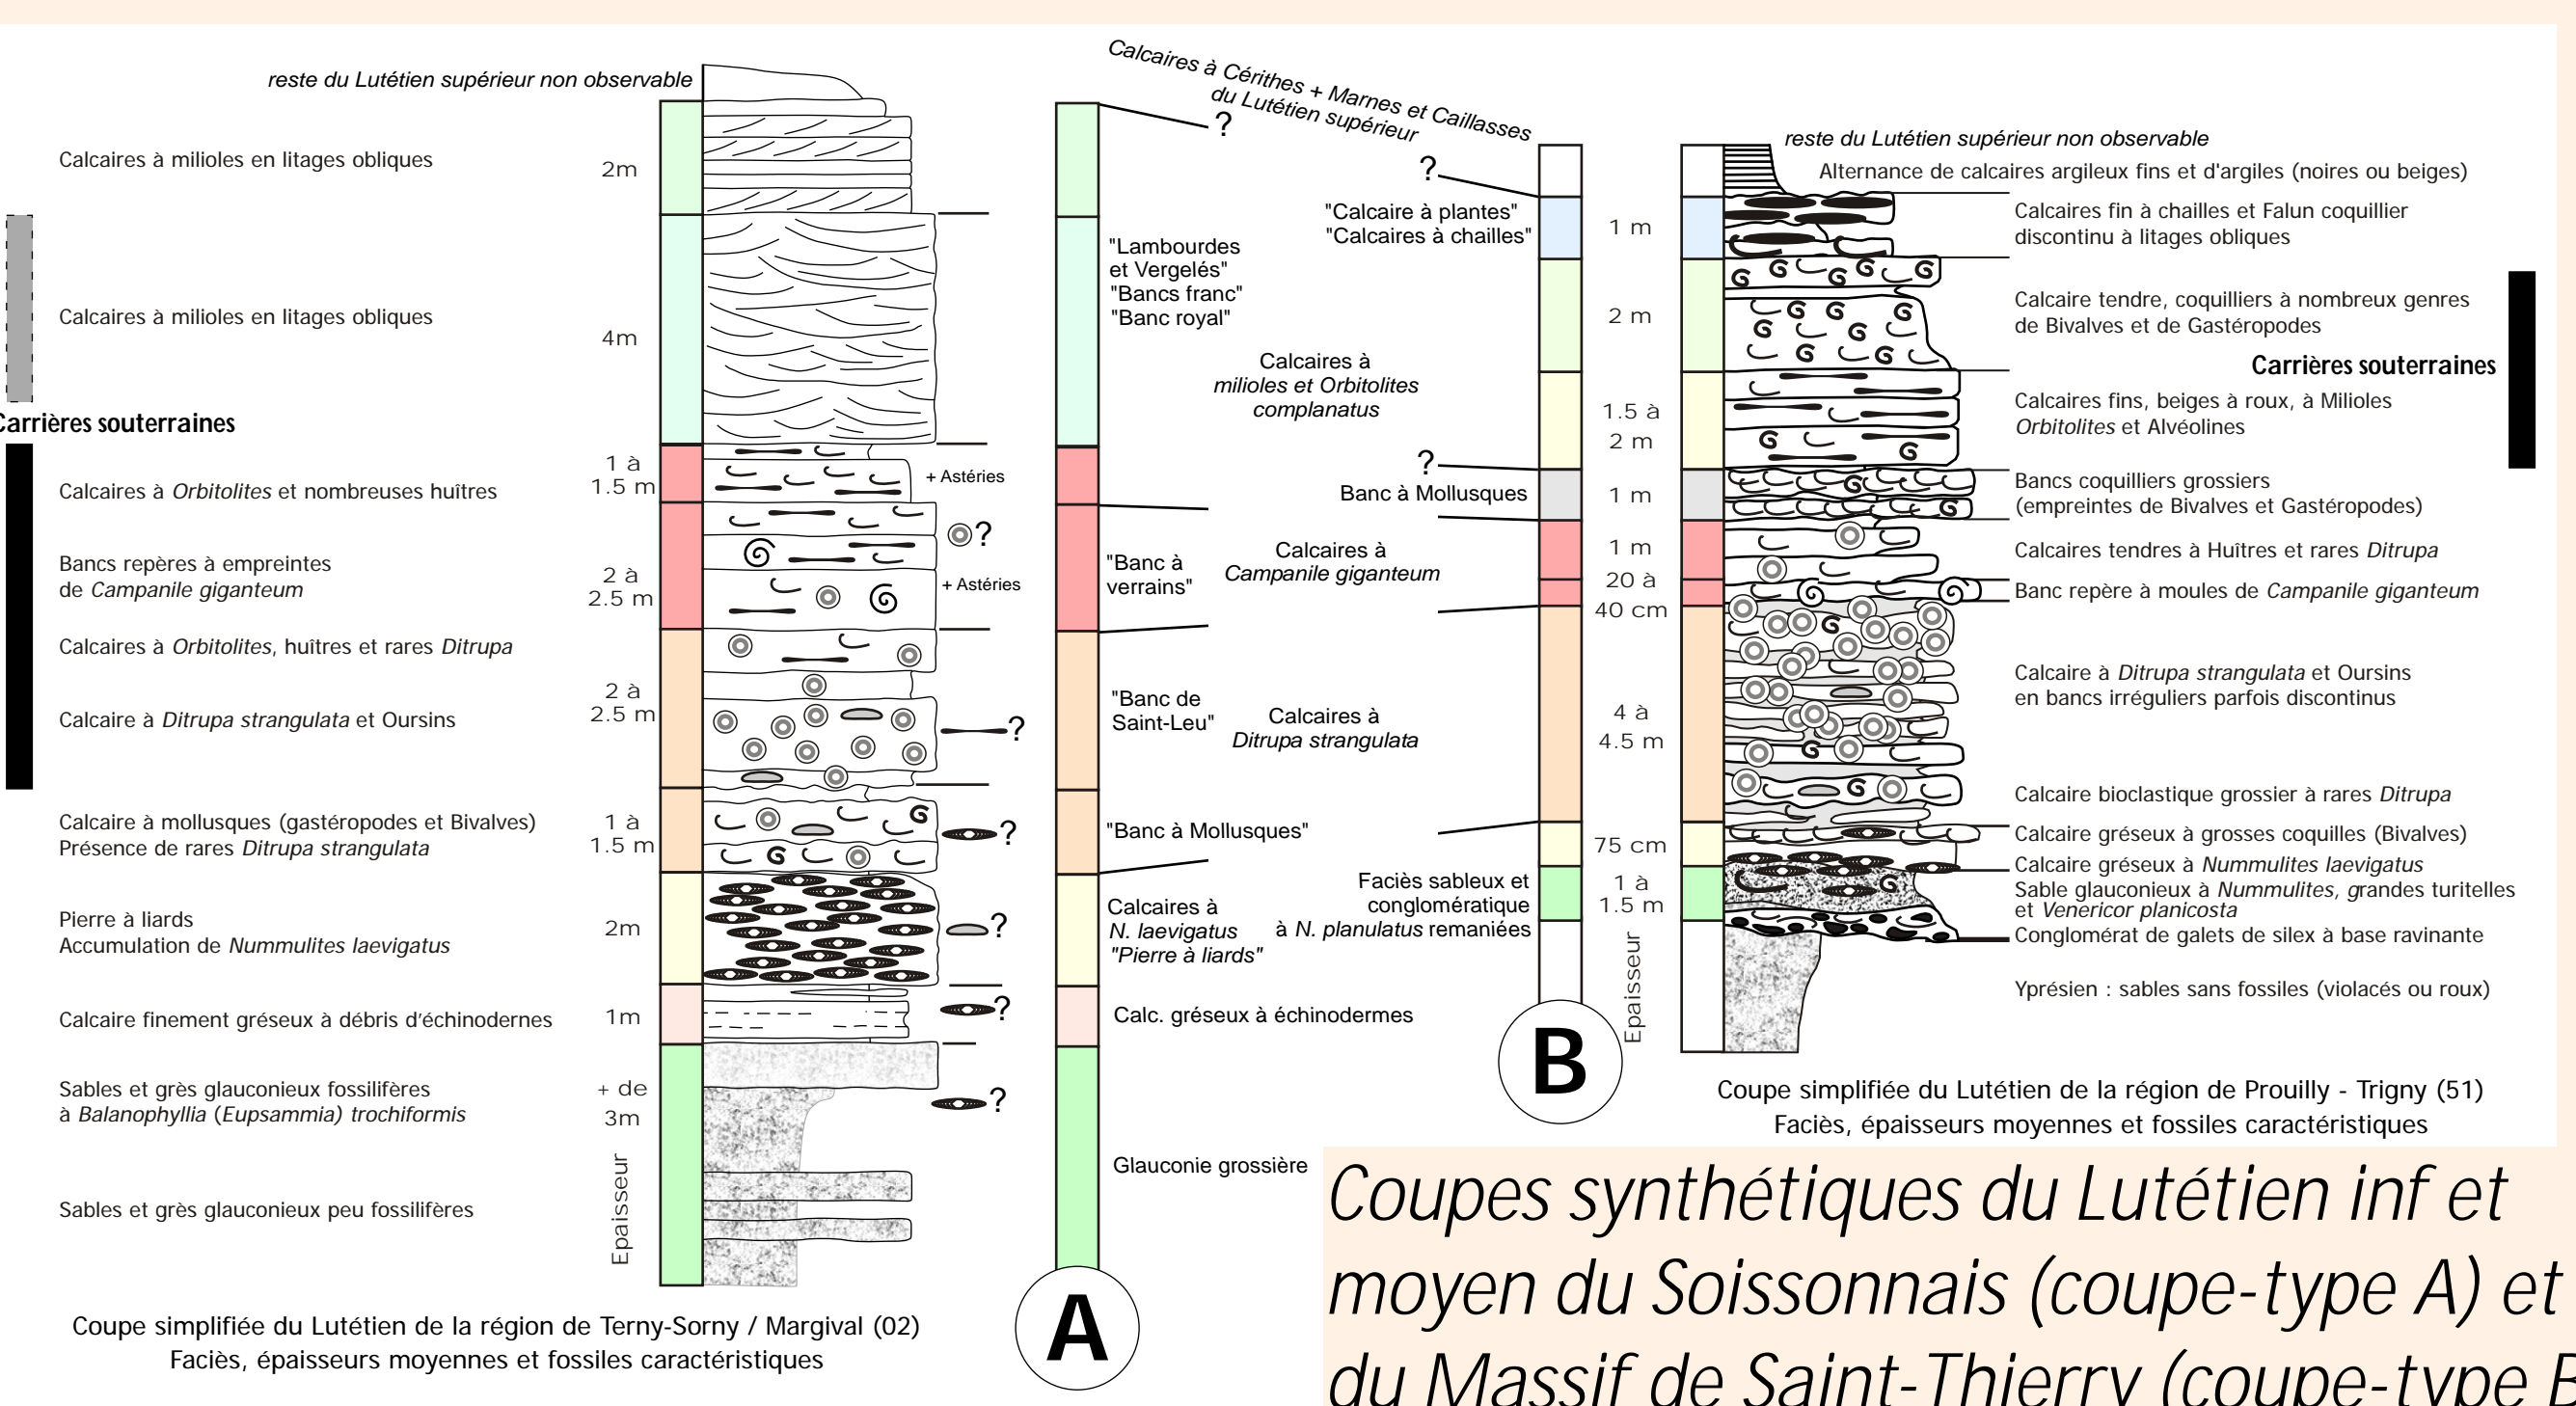 reste du Lutétien supérieur non observable
Calcaires à milioles en litages obliques
2m
Calcaires à milioles en litages obliques
4m
Carrières souterraines
Calcaires à Orbitolites et nombreuses huîtres
1 à
1.5 m
+ Astéries
Bancs repères à empreintes
de Campanile giganteum
2 à
2.5 m
?
+ Astéries
Calcaires à Orbitolites, huîtres et rares Ditrupa
Calcaire à Ditrupa strangulata et Oursins
2 à
2.5 m
?
Calcaire à mollusques (gastéropodes et Bivalves)
Présence de rares Ditrupa strangulata
1 à
1.5 m
?
Pierre à liards
Accumulation de Nummulites laevigatus
2m
?
Calcaire finement gréseux à débris d'échinodermes
1m
?
Sables et grès glauconieux fossilifères
à Balanophyllia (Eupsammia) trochiformis
+ de
3m
?
Sables et grès glauconieux peu fossilifères
Epaisseur
Coupe simplifiée du Lutétien de la région de Terny-Sorny / Margival (02)
Faciès, épaisseurs moyennes et fossiles caractéristiques
A
Calcaires à Cérithes + Marnes et Caillasses
du Lutétien supérieur
?
?
"Lambourdes
et Vergelés"
"Bancs franc"
"Banc royal"
"Banc à
verrains"
"Banc de
Saint-Leu"
"Banc à Mollusques"
Calcaires à
N. laevigatus
"Pierre à liards"
Calc. gréseux à échinodermes
Glauconie grossière
"Calcaire à plantes"
"Calcaires à chailles"
Calcaires à
milioles et Orbitolites
complanatus
?
Banc à Mollusques
Calcaires à
Campanile giganteum
Calcaires à
Ditrupa strangulata
Faciès sableux et
conglomératique
à N. planulatus remaniées
B
1 m
2 m
1.5 à
2 m
1 m
1 m
20 à
40 cm
4 à
4.5 m
75 cm
1 à
1.5 m
Epaisseur
reste du Lutétien supérieur non observable
Alternance de calcaires argileux fins et d'argiles (noires ou beiges)
Calcaires fin à chailles et Falun coquillier
discontinu à litages obliques
Calcaire tendre, coquilliers à nombreux genres
de Bivalves et de Gastéropodes
Carrières souterraines
Calcaires fins, beiges à roux, à Milioles
Orbitolites et Alvéolines
Bancs coquilliers grossiers
(empreintes de Bivalves et Gastéropodes)
Calcaires tendres à Huîtres et rares Ditrupa
Banc repère à moules de Campanile giganteum
Calcaire à Ditrupa strangulata et Oursins
en bancs irréguliers parfois discontinus
Calcaire bioclastique grossier à rares Ditrupa
Calcaire gréseux à grosses coquilles (Bivalves)
Calcaire gréseux à Nummulites laevigatus
Sable glauconieux à Nummulites, grandes turitelles
et Venericor planicosta
Conglomérat de galets de silex à base ravinante
Yprésien : sables sans fossiles (violacés ou roux)
Coupe simplifiée du Lutétien de la région de Prouilly - Trigny (51)
Faciès, épaisseurs moyennes et fossiles caractéristiques
Coupes synthétiques du Lutétien inf et
moyen du Soissonnais (coupe-type A) et
du Massif de Saint-Thierry (coupe-type B